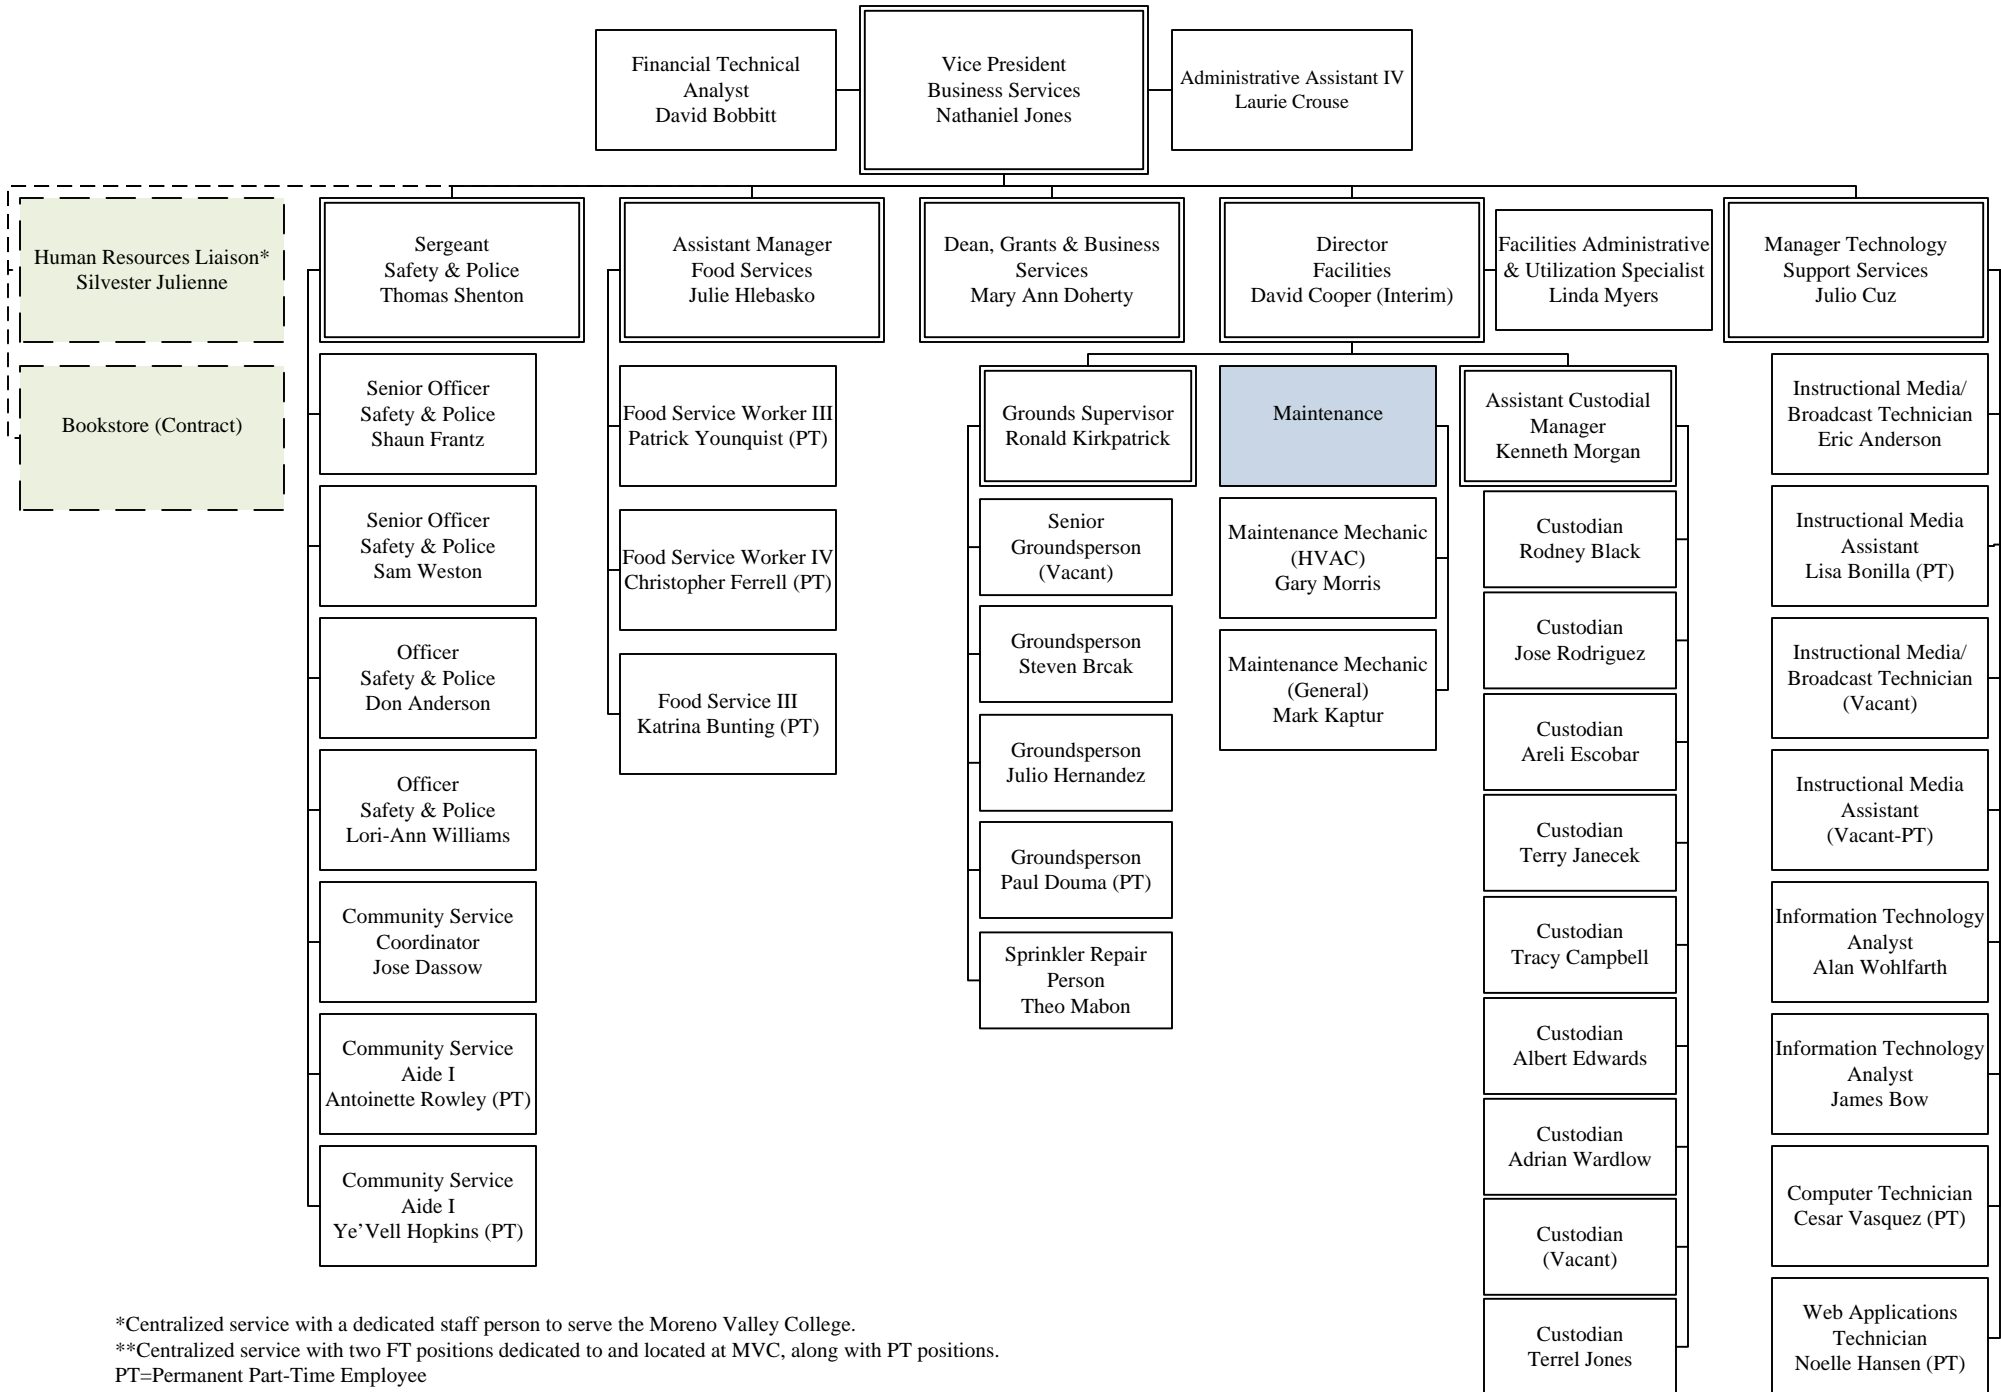 Financial Technical
Analyst
David Bobbitt
Vice President
Business Services
Nathaniel Jones
Administrative Assistant IV
Laurie Crouse
Human Resources Liaison*
Silvester Julienne
Bookstore (Contract)
Sergeant
Safety & Police
Thomas Shenton
Senior Officer
Safety & Police
Shaun Frantz
Senior Officer
Safety & Police
Sam Weston
Officer
Safety & Police
Don Anderson
Officer
Safety & Police
Lori-Ann Williams
Community Service
Coordinator
Jose Dassow
Community Service
Aide I
Antoinette Rowley (PT)
Community Service
Aide I
Ye’Vell Hopkins (PT)
Assistant Manager
Food Services
Julie Hlebasko
Food Service Worker III
Patrick Younquist (PT)
Food Service Worker IV
Christopher Ferrell (PT)
Food Service III
Katrina Bunting (PT)
Dean, Grants & Business
Services
Mary Ann Doherty
Director
Facilities
David Cooper (Interim)
Facilities Administrative
& Utilization Specialist
Linda Myers
Grounds Supervisor
Ronald Kirkpatrick
Senior
Groundsperson
(Vacant)
Groundsperson
Steven Brcak
Groundsperson
Julio Hernandez
Groundsperson
Paul Douma (PT)
Sprinkler Repair
Person
Theo Mabon
Maintenance
Maintenance Mechanic
(HVAC)
Gary Morris
Maintenance Mechanic
(General)
Mark Kaptur
Assistant Custodial
Manager
Kenneth Morgan
Custodian
Rodney Black
Custodian
Jose Rodriguez
Custodian
Areli Escobar
Custodian
Terry Janecek
Custodian
Tracy Campbell
Custodian
Albert Edwards
Custodian
Adrian Wardlow
Custodian
(Vacant)
Custodian
Terrel Jones
Manager Technology
Support Services
Julio Cuz
Instructional Media/
Broadcast Technician
Eric Anderson
Instructional Media
Assistant
Lisa Bonilla (PT)
Instructional Media/
Broadcast Technician
(Vacant)
Instructional Media
Assistant
(Vacant-PT)
Information Technology
Analyst
Alan Wohlfarth
Information Technology
Analyst
James Bow
Computer Technician
Cesar Vasquez (PT)
Web Applications
Technician
Noelle Hansen (PT)
*Centralized service with a dedicated staff person to serve the Moreno Valley College.
**Centralized service with two FT positions dedicated to and located at MVC, along with PT positions.
PT=Permanent Part-Time Employee